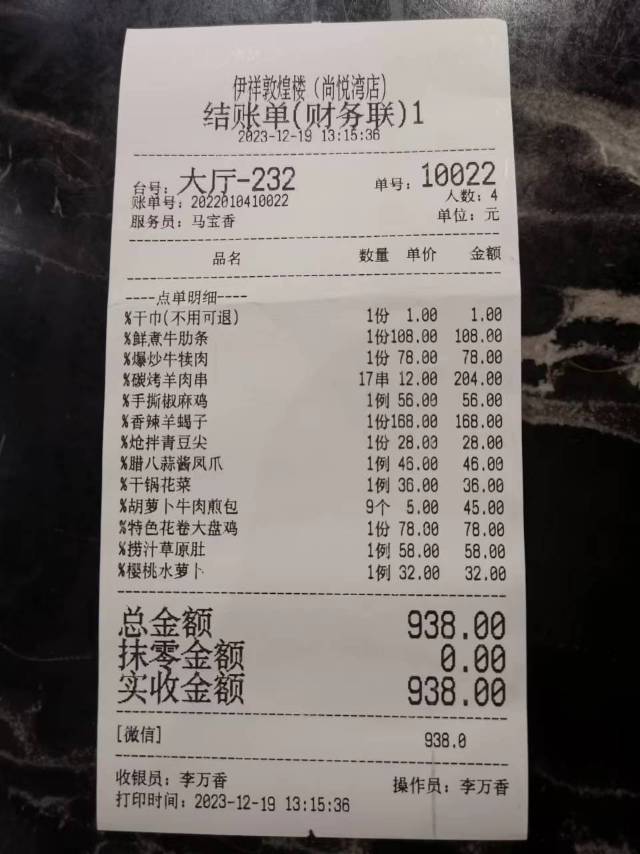 伊祥敦煌楼（尚悦湾店）
结账单(财务联)1
2023-12-19 13:15:36
台号：大厅-232 单号：10022
账单号：2022010410022 人数：4
服务员：马宝香 单位：元
品名 数量 单价 金额
----点单明细----
%干巾(不用可退) 1份 1.00 1.00
%鲜煮牛肋条 1份108.00 108.00
%爆炒牛犊肉 1份 78.00 78.00
%碳烤羊肉串 17串 12.00 204.00
%手撕椒麻鸡 1例 56.00 56.00
%香辣羊蝎子 1份168.00 168.00
%炝拌青豆尖 1份 28.00 28.00
%腊八蒜酱凤爪 1例 46.00 46.00
%干锅花菜 1例 36.00 36.00
%胡萝卜牛肉煎包 9个 5.00 45.00
%特色花卷大盘鸡 1份 78.00 78.00
%捞汁草原肚 1例 58.00 58.00
%樱桃水萝卜 1例 32.00 32.00
总金额 938.00
抹零金额 0.00
实收金额 938.00
[微信] 938.0
收银员：李万香 操作员：李万香
打印时间：2023-12-19 13:15:36